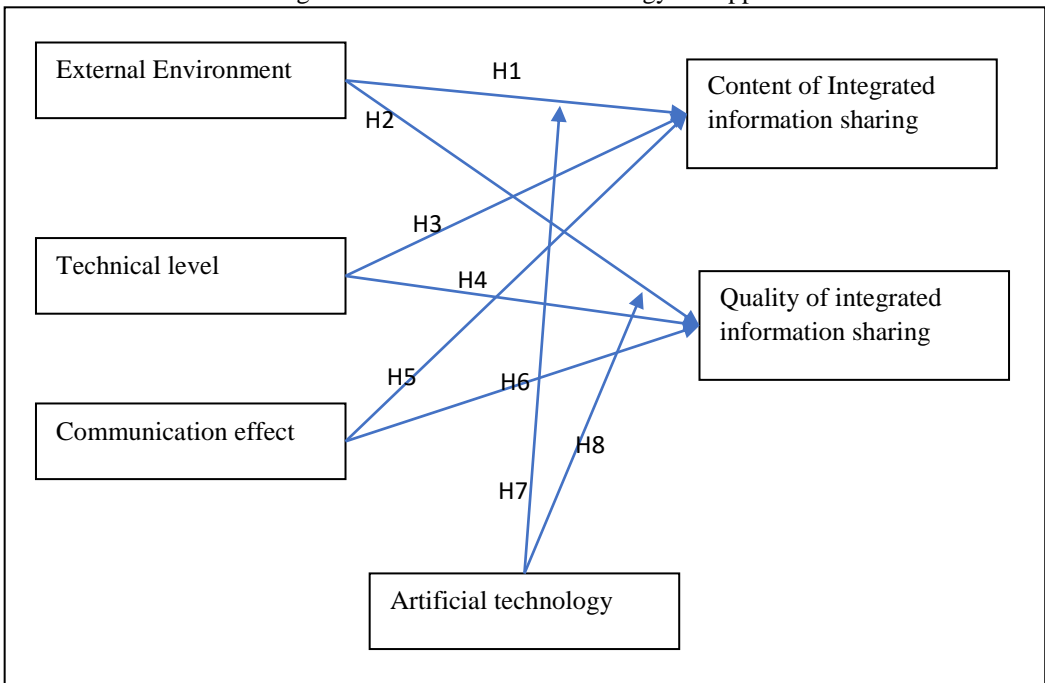 External Environment
H1
Content of Integrated
information sharing
H2
H3
Technical level
H4
Quality of integrated
information sharing
H5
H6
Communication effect
H8
H7
Artificial technology